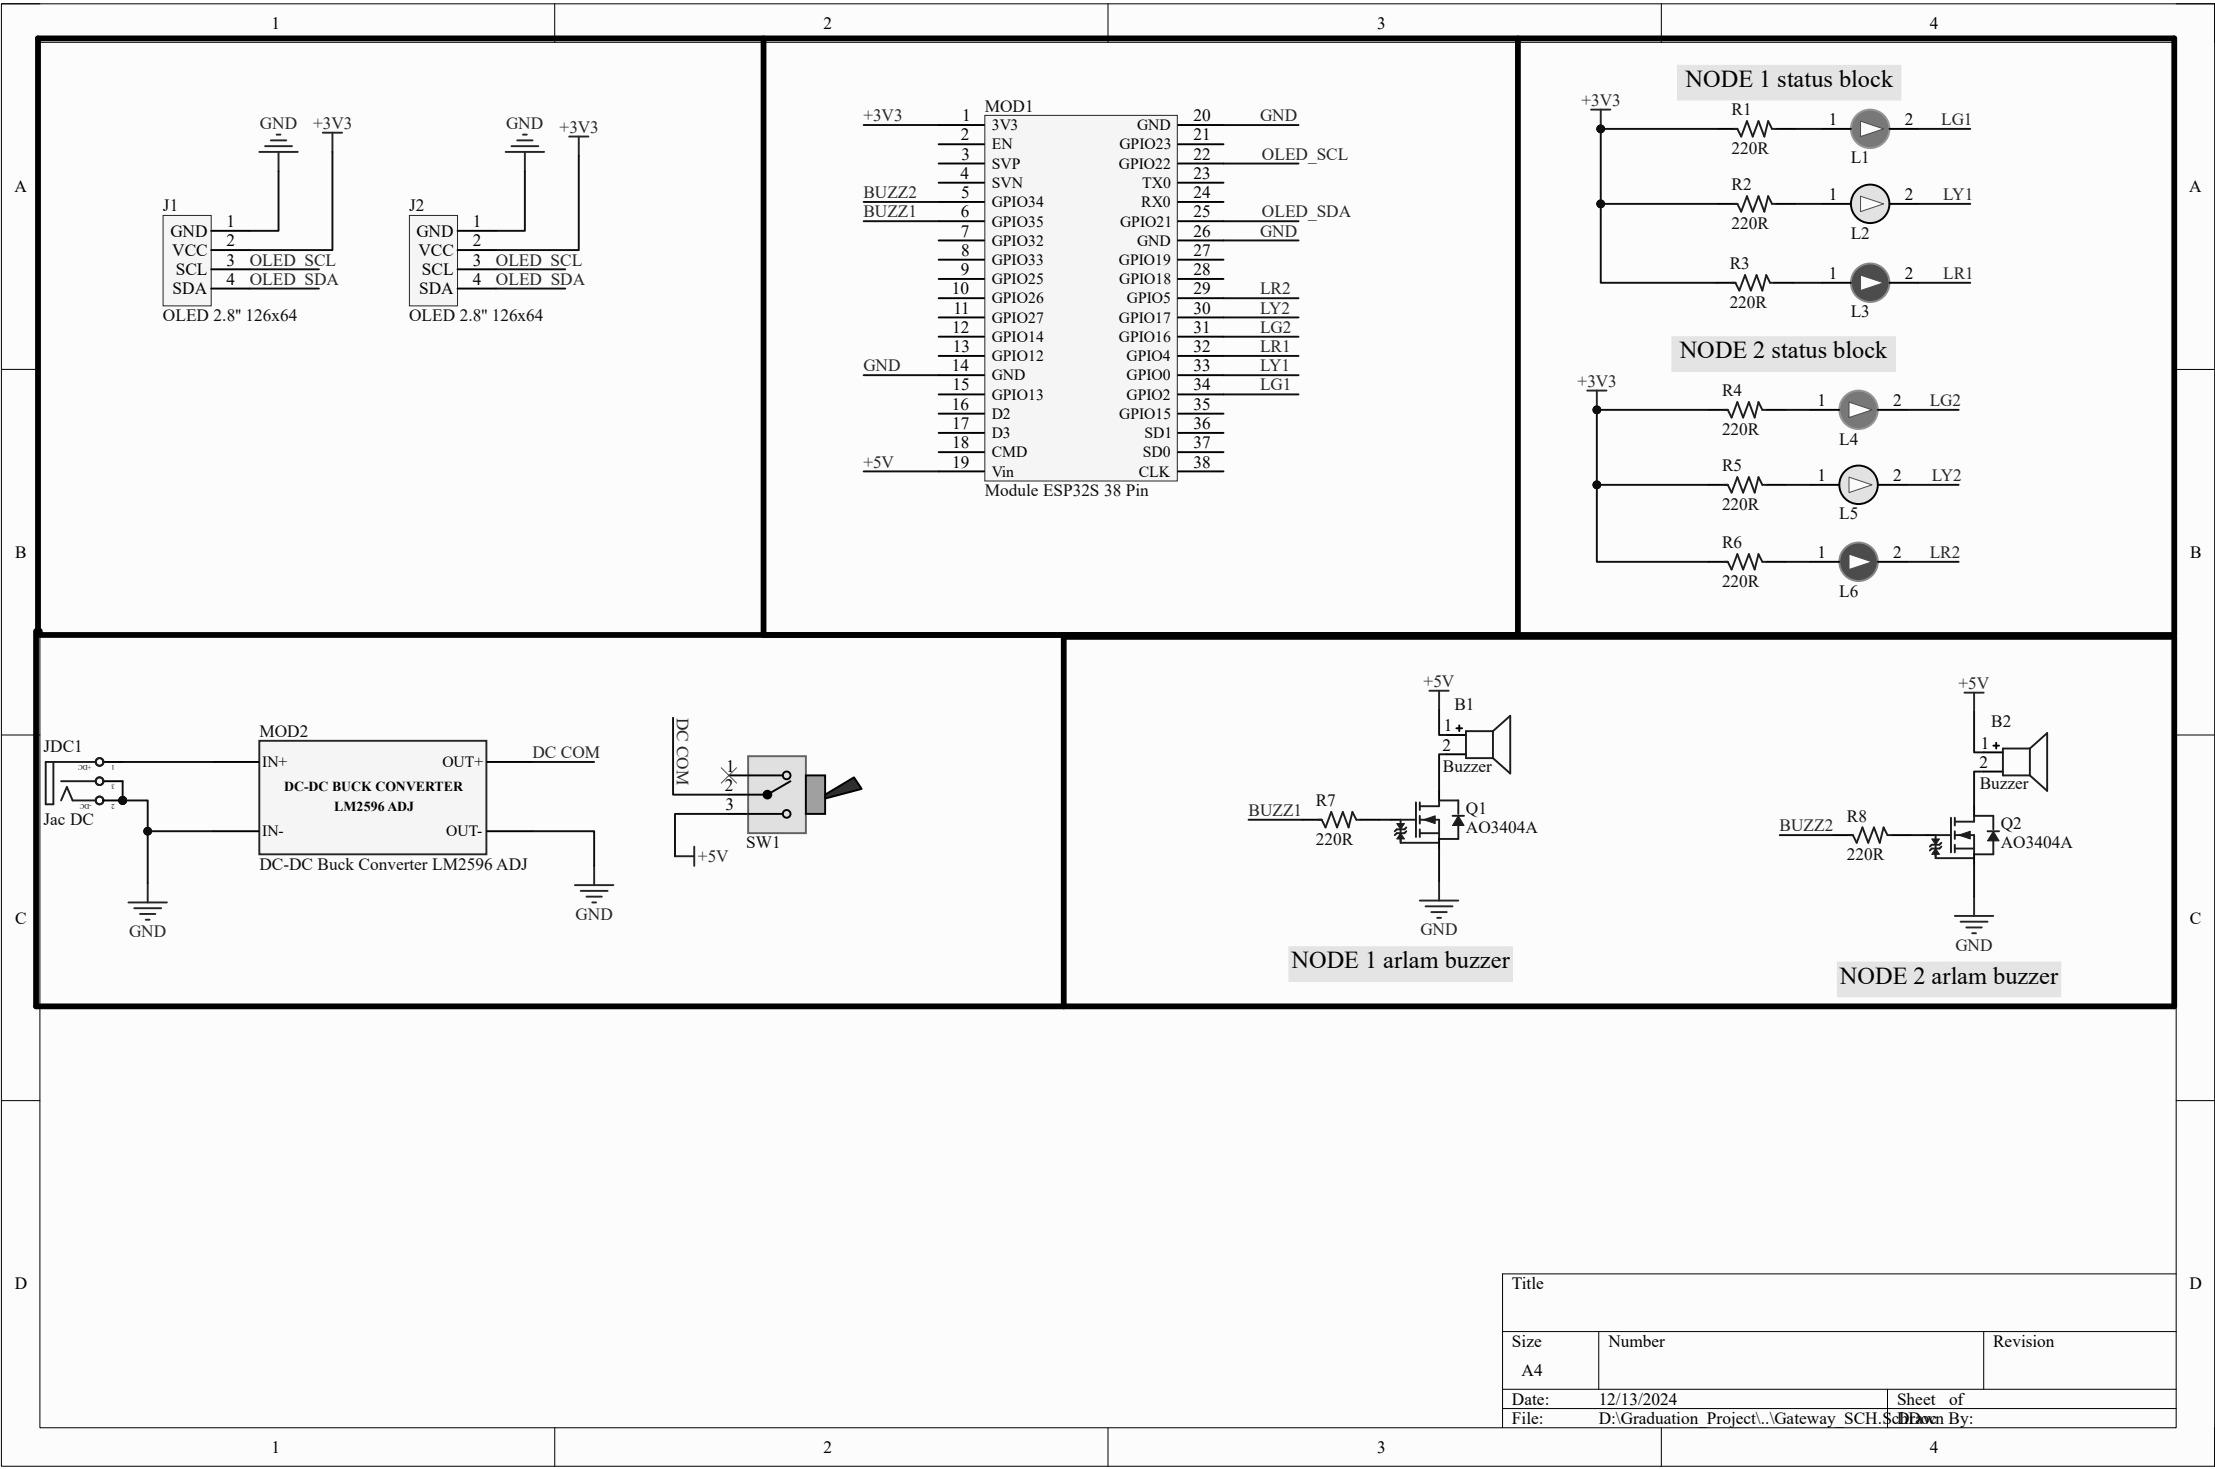 1 2 3 4
A
B
C
D
A
B
C
D
1 2 3 4
GND +3V3
J1
GND 1
VCC 2
SCL 3 OLED_SCL
SDA 4 OLED_SDA
OLED 2.8" 126x64
GND +3V3
J2
GND 1
VCC 2
SCL 3 OLED_SCL
SDA 4 OLED_SDA
OLED 2.8" 126x64
MOD1
+3V3 1 3V3 GND 20 GND
2 EN GPIO23 21
3 SVP GPIO22 22 OLED_SCL
4 SVN TX0 23
BUZZ2 5 GPIO34 RX0 24
BUZZ1 6 GPIO35 GPIO21 25 OLED_SDA
7 GPIO32 GND 26 GND
8 GPIO33 GPIO19 27
9 GPIO25 GPIO18 28
10 GPIO26 GPIO5 29 LR2
11 GPIO27 GPIO17 30 LY2
12 GPIO14 GPIO16 31 LG2
13 GPIO12 GPIO4 32 LR1
GND 14 GND GPIO0 33 LY1
15 GPIO13 GPIO2 34 LG1
16 D2 GPIO15 35
17 D3 SD1 36
18 CMD SD0 37
+5V 19 Vin CLK 38
Module ESP32S 38 Pin
NODE 1 status block
+3V3
R1 1 2 LG1
220R L1
R2 1 2 LY1
220R L2
R3 1 2 LR1
220R L3
NODE 2 status block
+3V3
R4 1 2 LG2
220R L4
R5 1 2 LY2
220R L5
R6 1 2 LR2
220R L6
JDC1
DC+ 1
3
DC- 2
Jac DC
GND
MOD2
IN+ OUT+ DC COM
DC-DC BUCK CONVERTER
LM2596 ADJ
IN- OUT-
DC-DC Buck Converter LM2596 ADJ
GND
DC COM
1
2
3
SW1
+5V
+5V
B1
1 +
2
Buzzer
BUZZ1 R7
220R
Q1
AO3404A
GND
NODE 1 arlam buzzer
+5V
B2
1 +
2
Buzzer
BUZZ2 R8
220R
Q2
AO3404A
GND
NODE 2 arlam buzzer
Title
Size Number Revision
A4
Date: 12/13/2024 Sheet of
File: D:\Graduation_Project\..\Gateway_SCH.SchDoc Drawn By: